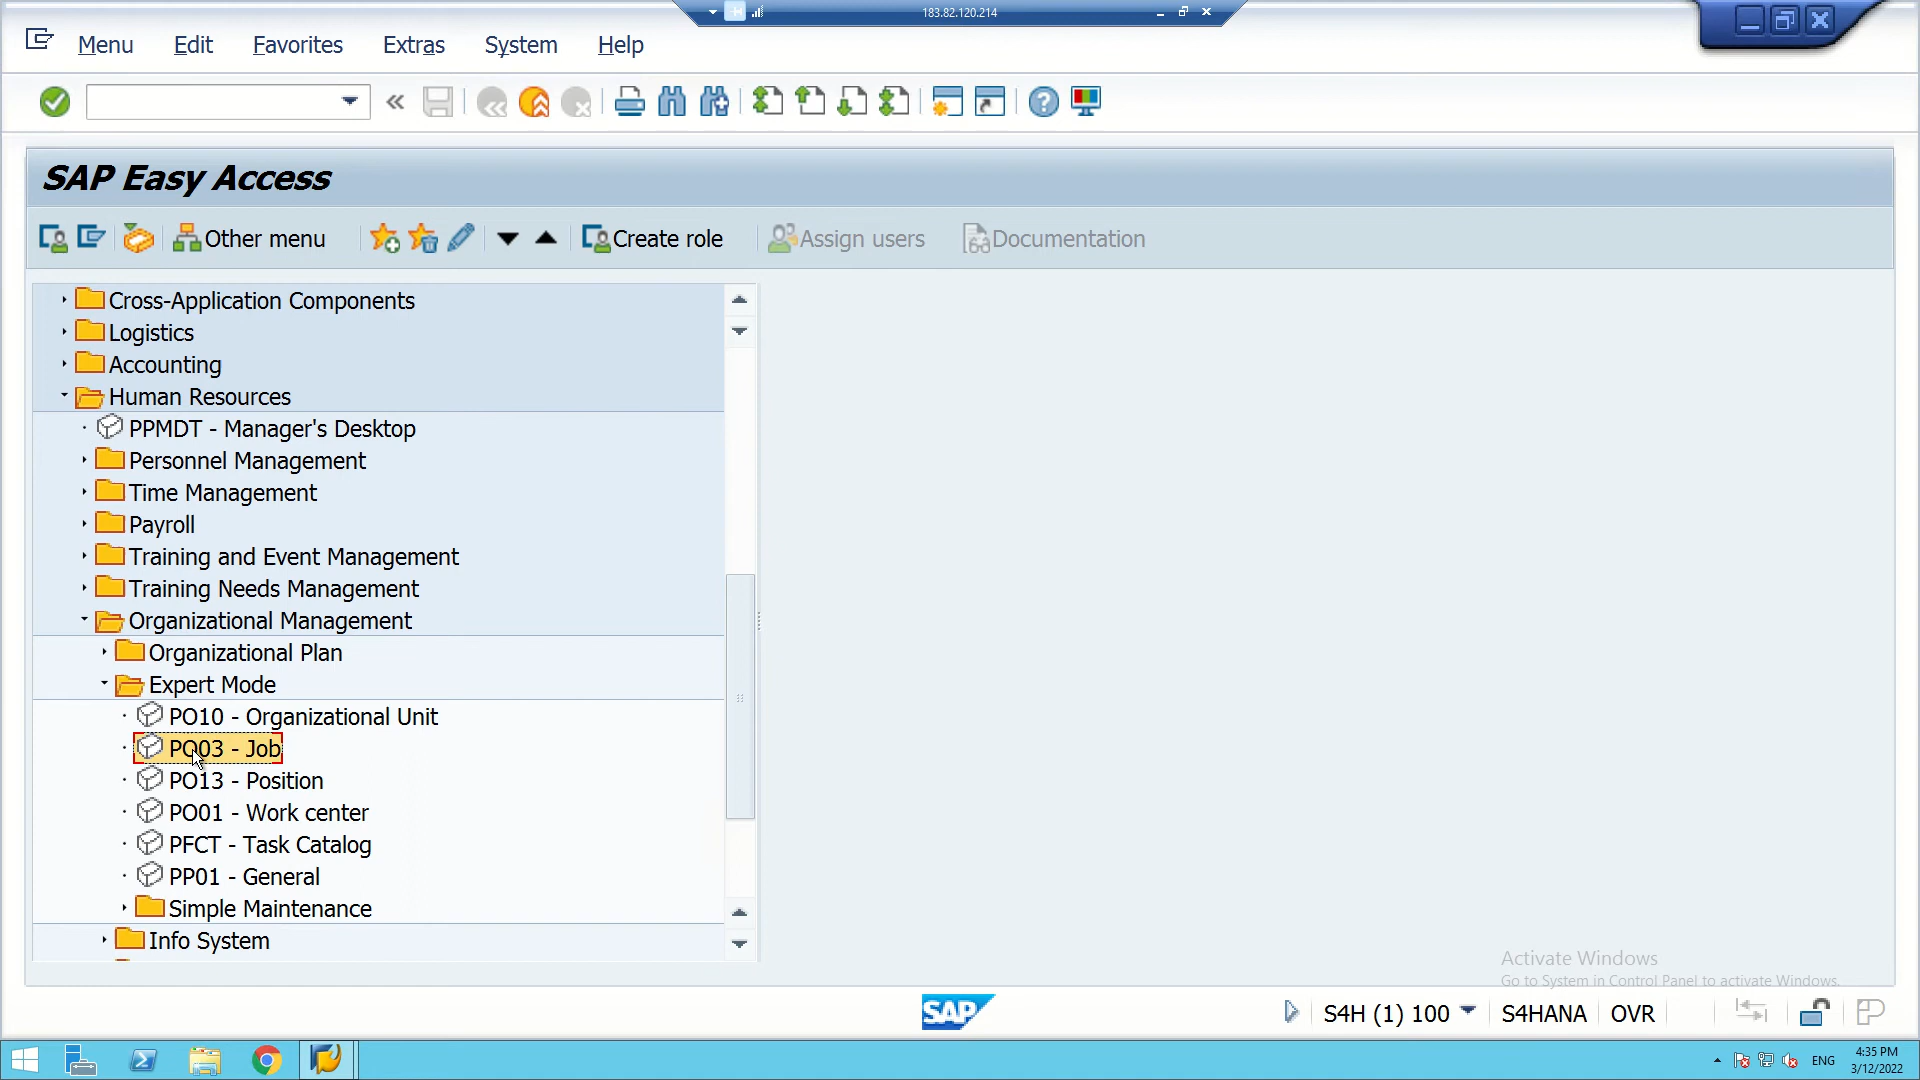 183.82.120.214
Menu Edit Favorites Extras System Help
SAP Easy Access
Other menu Create role Assign users Documentation
Cross-Application Components
Logistics
Accounting
Human Resources
PPMDT - Manager's Desktop
Personnel Management
Time Management
Payroll
Training and Event Management
Training Needs Management
Organizational Management
Organizational Plan
Expert Mode
PO10 - Organizational Unit
PO03 - Job
PO13 - Position
PO01 - Work center
PFCT - Task Catalog
PP01 - General
Simple Maintenance
Info System
Activate Windows
Go to System in Control Panel to activate Windows.
SAP S4H (1) 100 S4HANA OVR
ENG 4:35 PM
3/12/2022